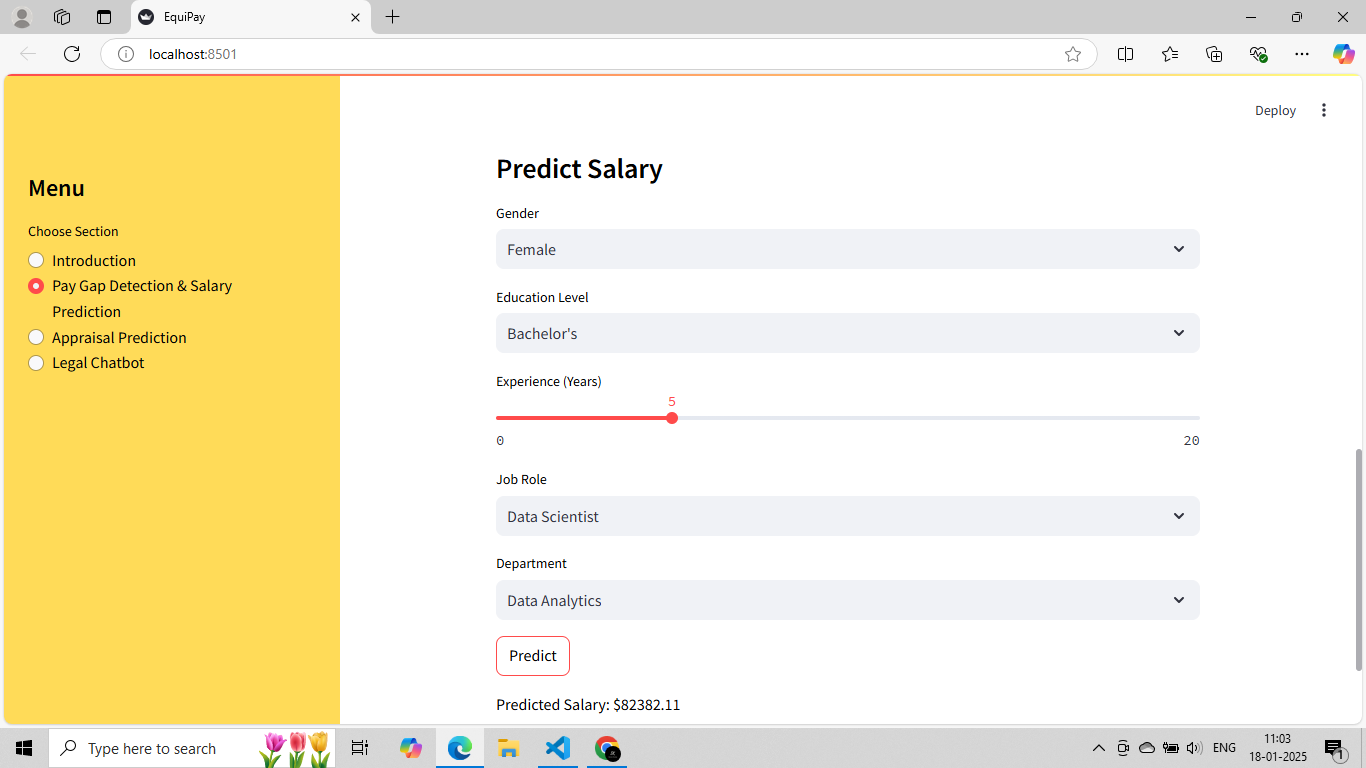 EquiPay
localhost:8501
Deploy
Menu
Choose Section
Introduction
Pay Gap Detection & Salary
Prediction
Appraisal Prediction
Legal Chatbot
Predict Salary
Gender
Female
Education Level
Bachelor's
Experience (Years)
5
0 20
Job Role
Data Scientist
Department
Data Analytics
Predict
Predicted Salary: $82382.11
Type here to search
ENG
11:03
18-01-2025
1